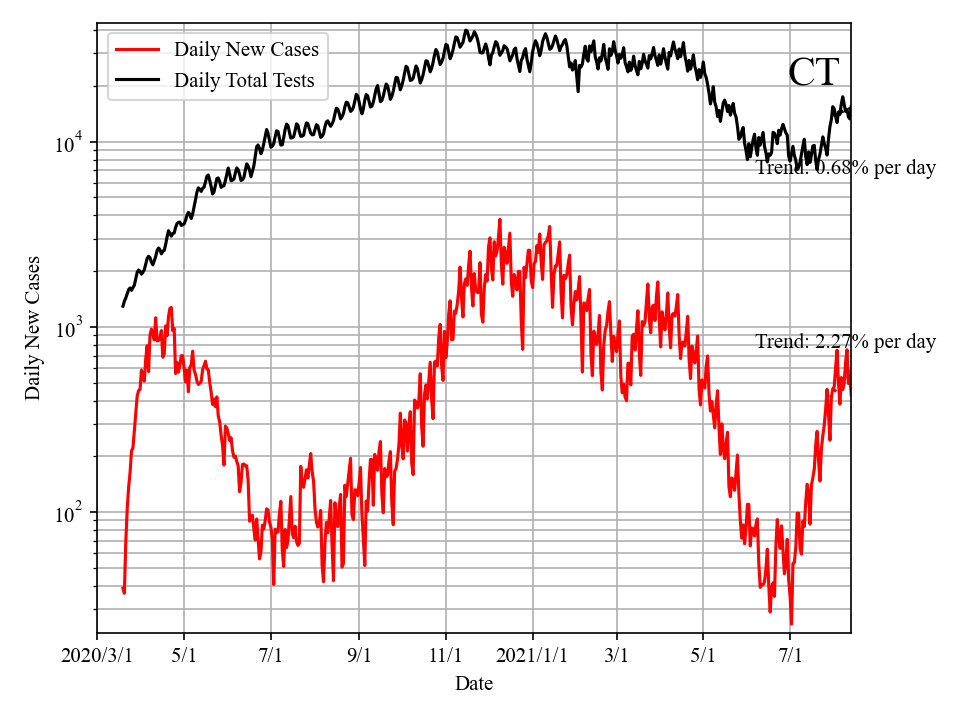 Daily New Cases
Daily Total Tests
CT
10^4
Trend: 0.68% per day
Daily New Cases
10^3
Trend: 2.27% per day
10^2
2020/3/1 5/1 7/1 9/1 11/1 2021/1/1 3/1 5/1 7/1
Date